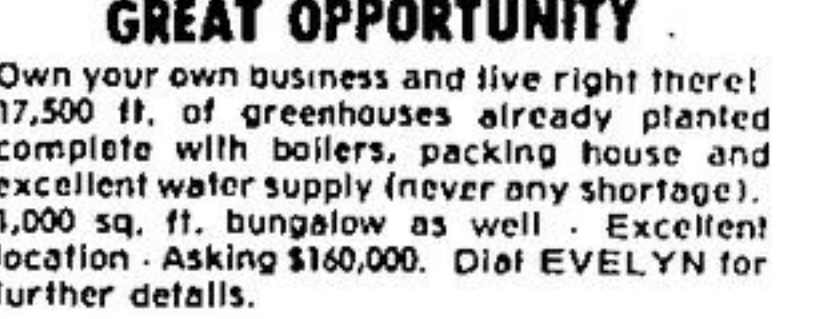 GREAT OPPORTUNITY
Own your own business and live right there!
17,500 ft. of greenhouses already planted
complete with boilers, packing house and
excellent water supply (never any shortage).
1,000 sq. ft. bungalow as well - Excellent
location - Asking $160,000. Dial EVELYN for
further details.